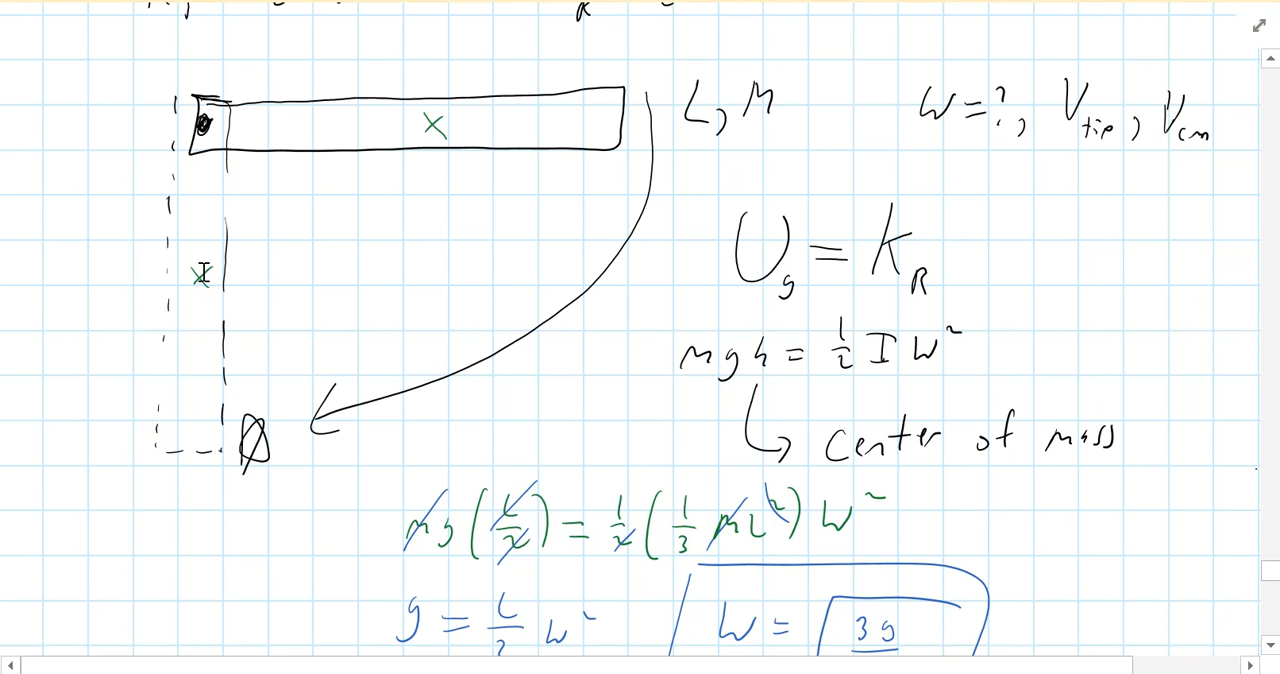 L, M ω = ?, V_tip, V_cm
U_g = K_R
mgh = 1/2 I ω²
↳ center of mass
mg(L/2) = 1/2 (1/3 mL²) ω²
g = L/3 ω² ω = √3g